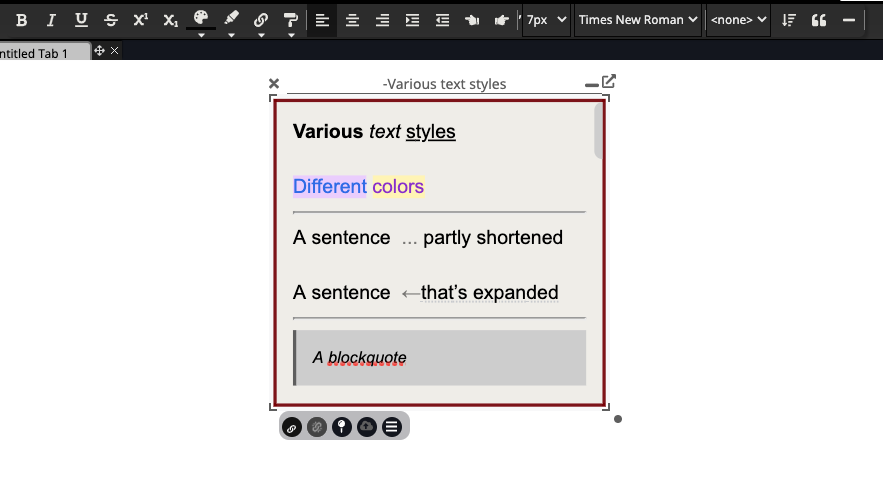 B I U S X¹ X₁ 7px Times New Roman <none>
ntitled Tab 1
-Various text styles
Various text styles
Different colors
A sentence ... partly shortened
A sentence ←that's expanded
A blockquote